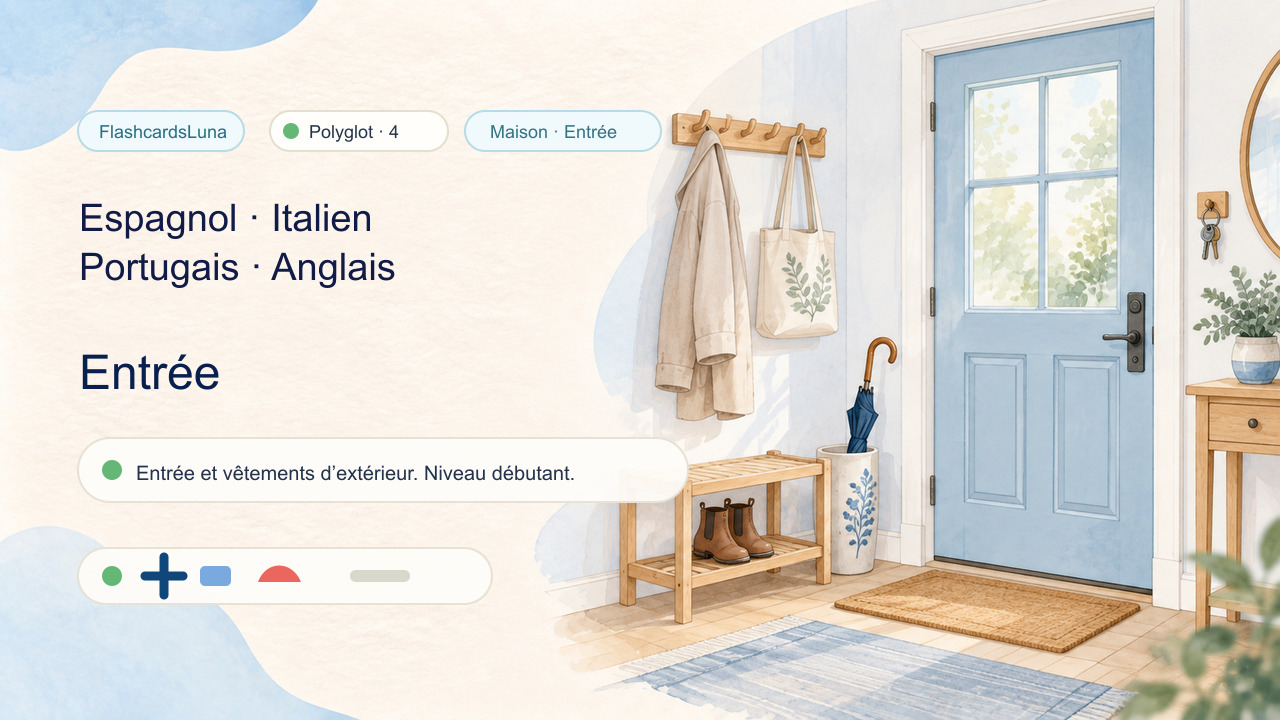 FlashcardsLuna
Polyglot · 4
Maison · Entrée
Espagnol · Italien
Portugais · Anglais
Entrée
Entrée et vêtements d’extérieur. Niveau débutant.